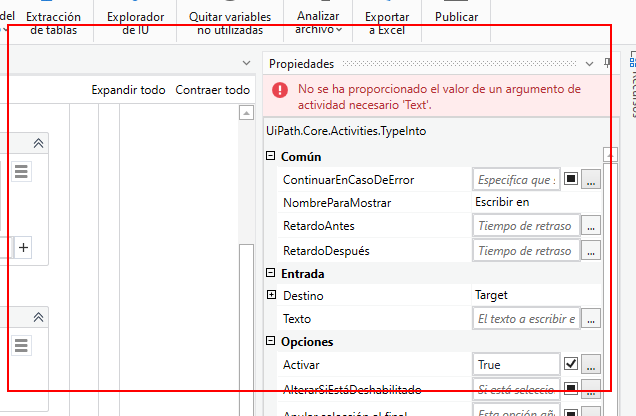 del Extracción Explorador Quitar variables Analizar Exportar Publicar
de tablas de IU no utilizadas archivo a Excel
Propiedades
Expandir todo Contraer todo
No se ha proporcionado el valor de un argumento de
actividad necesario 'Text'.
UiPath.Core.Activities.TypeInto
Común
ContinuarEnCasoDeError Especifica que ...
NombreParaMostrar Escribir en
RetardoAntes Tiempo de retraso ...
RetardoDespués Tiempo de retraso ...
Entrada
Destino Target
Texto El texto a escribir e ...
Opciones
Activar True ...
AlterarSiEstáDeshabilitado Si está seleccio ...
Anular selección al final Esta opción añ
Recursos